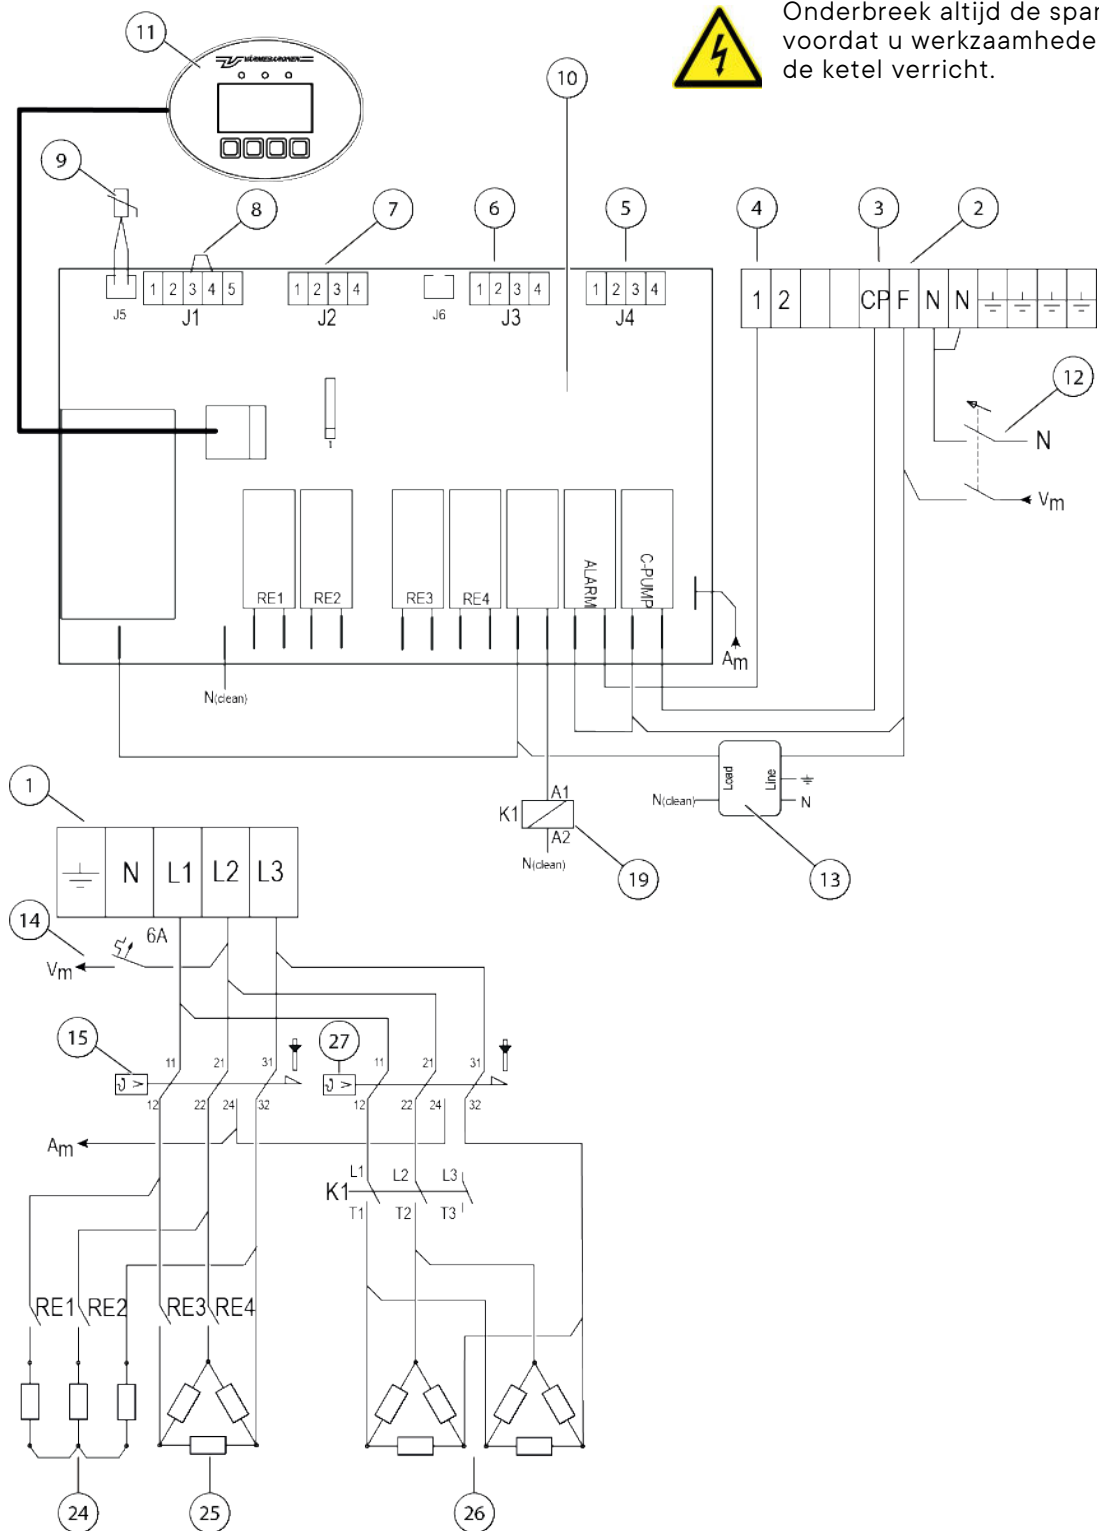 Onderbreek altijd de
voordat u
de ketel verricht.
11
VÄRMEBARONEN
10
9
8
7
6
5
4
3
2
1 2 3 4 5
1 2 3 4
1 2 3 4
1 2 3 4
J5
J1
J2
J6
J3
J4
1 2 CP F N N
12
N
Vm
1
RE1
RE2
RE3
RE4
ALARM
C-PUMP
Am
N(clean)
1
Load
Line
N(clean)
N
13
K1
A1
A2
N(clean)
19
N L1 L2 L3
14
6A
Vm
15
27
11 21 31
11 21 31
12 22 24 32
12 22 24 32
Am
L1 L2 L3
K1
T1 T2 T3
RE1 RE2 RE3 RE4
24
25
26